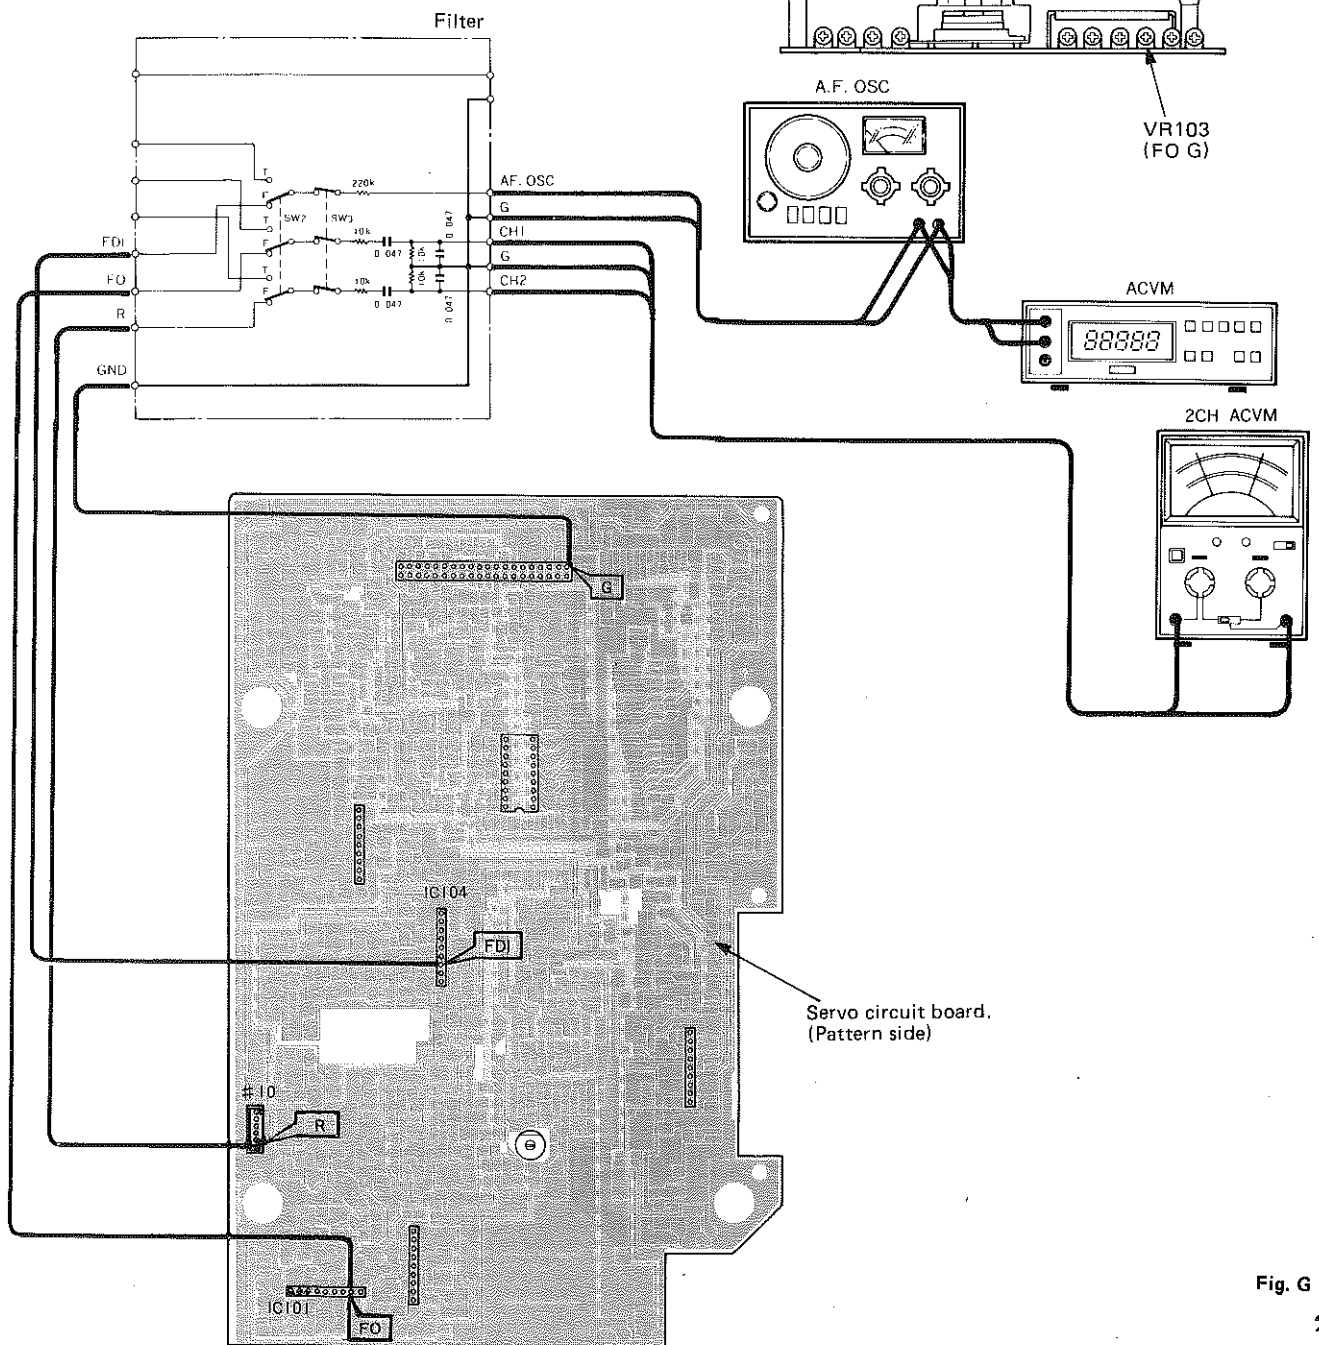 Filter
A.F. OSC
VR103
(FO G)
T
F
220k
AF. OSC
SW2
SW3
T
G
0.047
F
10k
0.047
10k
CH1
FDI
T
10k
G
FO
F
10k
0.047
0.047
CH2
R
GND
ACVM
88888
2CH ACVM
G
IC104
FDI
Servo circuit board.
(Pattern side)
#10
R
IC101
FO
Fig. G